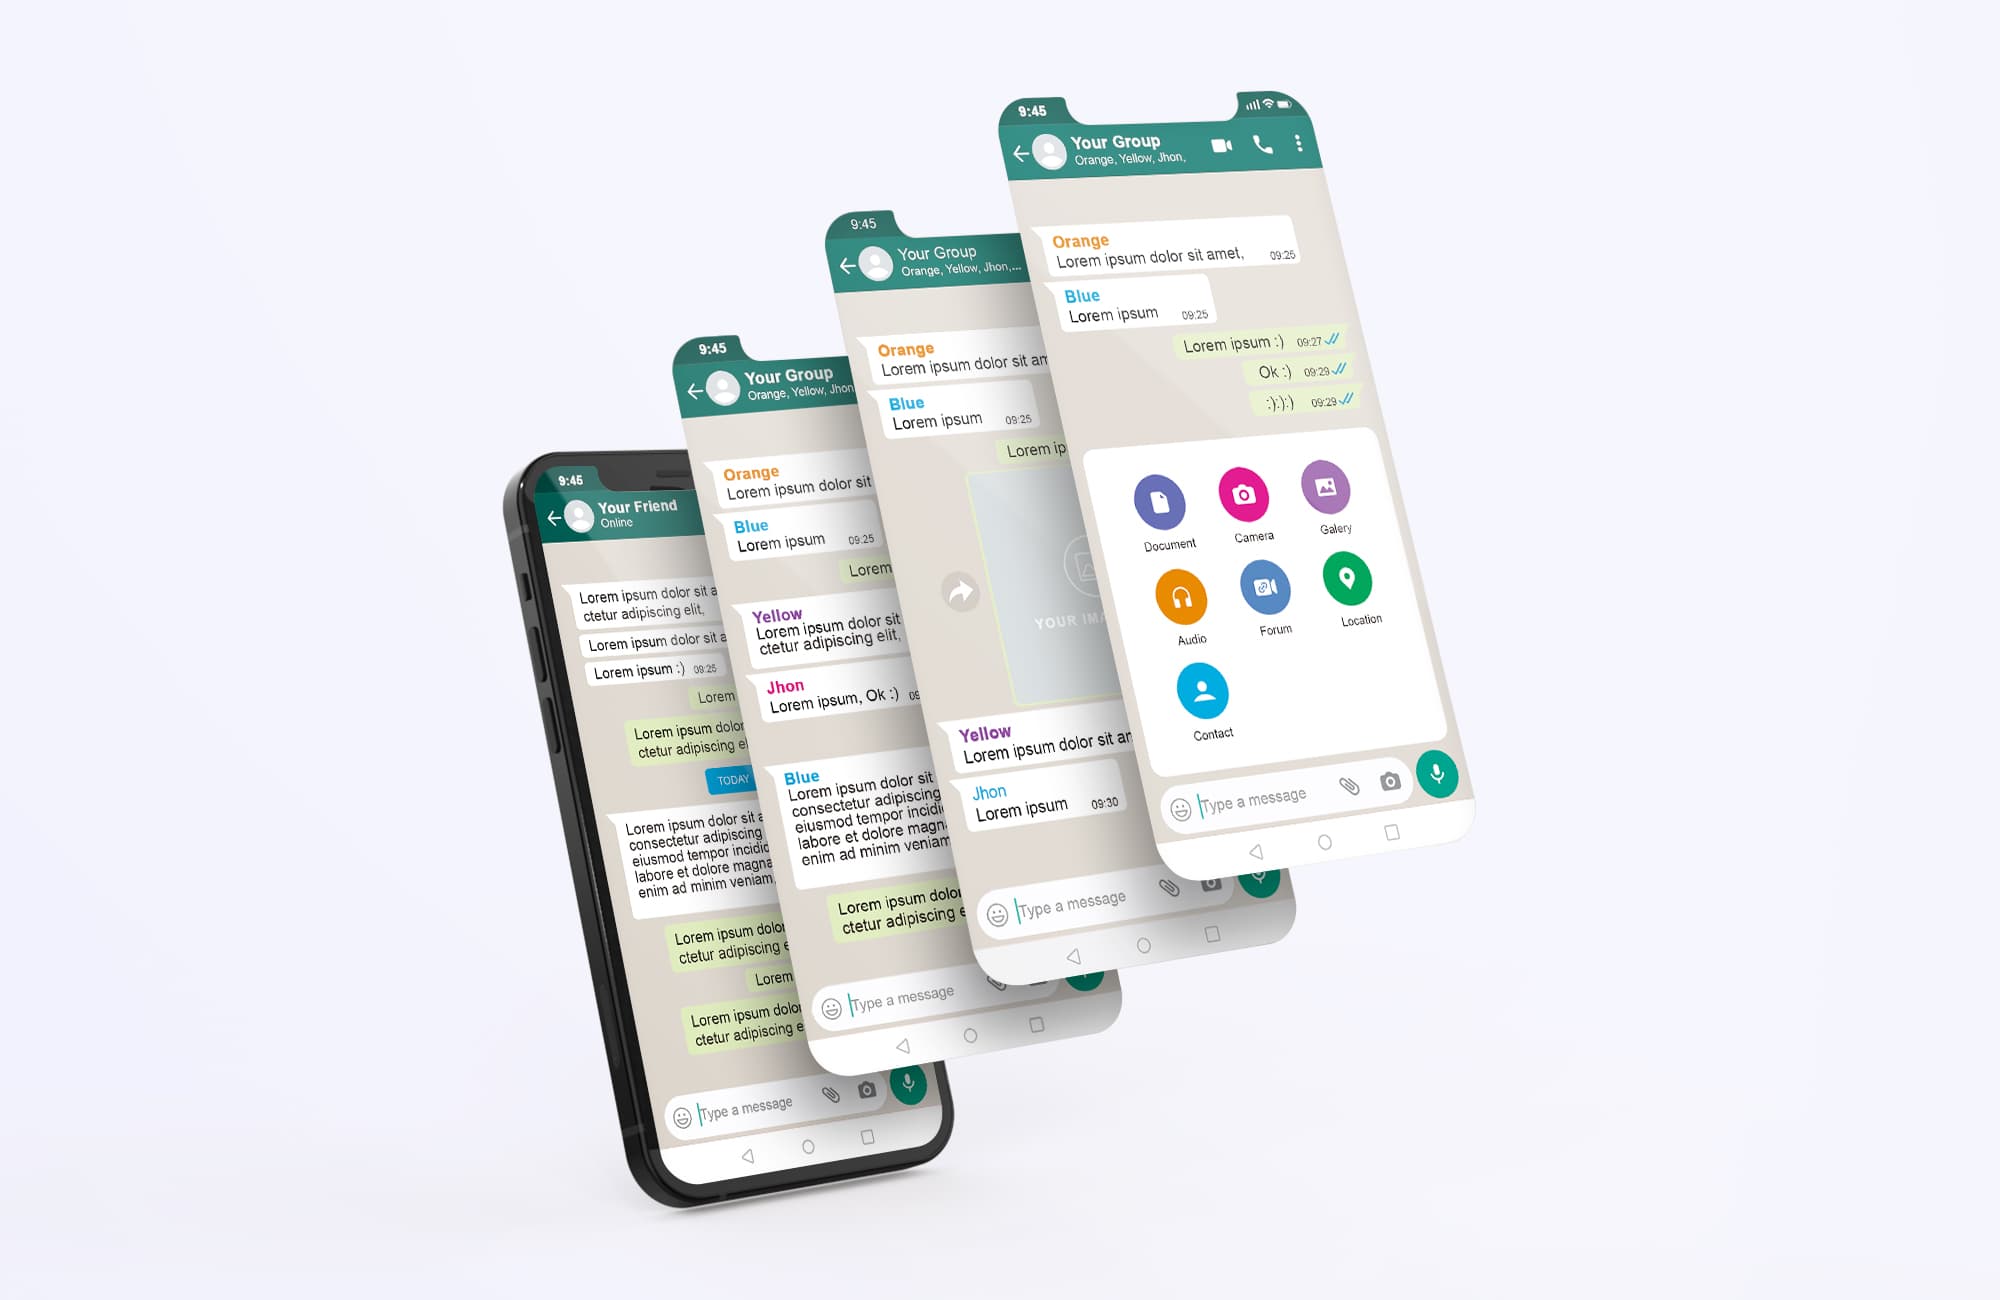 9:45
Your Friend
Online
Lorem ipsum dolor sit a
ctetur adipiscing elit,
Lorem ipsum dolor sit a
Lorem ipsum :) 09:25
Lorem
Lorem ipsum dolor
ctetur adipiscing el
TODAY
Lorem ipsum dolor sit a
consectetur adipiscing
eiusmod tempor incidid
labore et dolore magna
enim ad minim veniam,
Lorem ipsum dolor
ctetur adipiscing e
Lorem
Lorem ipsum dolor
ctetur adipiscing e
Type a message
9:45
Your Group
Orange, Yellow, Jhon
Orange
Lorem ipsum dolor sit
Blue
Lorem ipsum 09:25
Lorem
Yellow
Lorem ipsum dolor sit
ctetur adipiscing elit,
Jhon
Lorem ipsum, Ok :) 09
Blue
Lorem ipsum dolor sit
consectetur adipiscing
eiusmod tempor incidid
labore et dolore magna
enim ad minim veniam
Lorem ipsum dolor
ctetur adipiscing e
Type a message
9:45
Your Group
Orange, Yellow, Jhon,...
Orange
Lorem ipsum dolor sit am
Blue
Lorem ipsum 09:25
Lorem ip
YOUR IMA
Yellow
Lorem ipsum dolor sit am
Jhon
Lorem ipsum 09:30
Type a message
9:45
Your Group
Orange, Yellow, Jhon,
Orange
Lorem ipsum dolor sit amet, 09:25
Blue
Lorem ipsum 09:25
Lorem ipsum :) 09:27
Ok :) 09:29
:):):) 09:29
Document Camera Galery
Audio Forum Location
Contact
Type a message